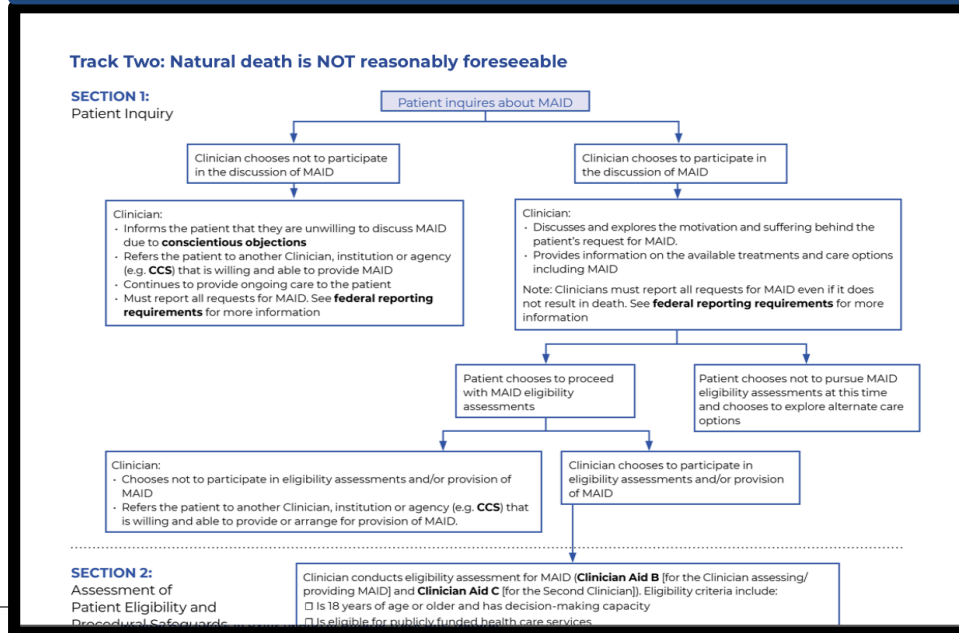 Track Two: Natural death is NOT reasonably foreseeable
SECTION 1:
Patient Inquiry
Patient inquires about MAID
Clinician chooses not to participate
in the discussion of MAID
Clinician chooses to participate in
the discussion of MAID
Clinician:
· Informs the patient that they are unwilling to discuss MAID
due to conscientious objections
· Refers the patient to another Clinician, institution or agency
(e.g. CCS) that is willing and able to provide MAID
· Continues to provide ongoing care to the patient
· Must report all requests for MAID. See federal reporting
requirements for more information
Clinician:
· Discusses and explores the motivation and suffering behind the
patient's request for MAID.
· Provides information on the available treatments and care options
including MAID
Note: Clinicians must report all requests for MAID even if it does
not result in death. See federal reporting requirements for more
information
Patient chooses to proceed
with MAID eligibility
assessments
Patient chooses not to pursue MAID
eligibility assessments at this time
and chooses to explore alternate care
options
Clinician:
· Chooses not to participate in eligibility assessments and/or provision of
MAID
· Refers the patient to another Clinician, institution or agency (e.g. CCS) that
is willing and able to provide or arrange for provision of MAID.
Clinician chooses to participate in
eligibility assessments and/or provision
of MAID
SECTION 2:
Assessment of
Patient Eligibility and
Procedural Safeguards
Clinician conducts eligibility assessment for MAID (Clinician Aid B [for the Clinician assessing/
providing MAID] and Clinician Aid C [for the Second Clinician]). Eligibility criteria include:
❒ Is 18 years of age or older and has decision-making capacity
❒ Is eligible for publicly funded health care services